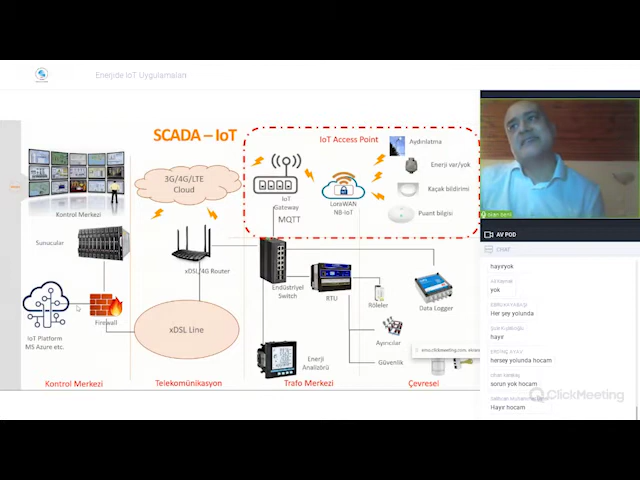 Enerjide IoT Uygulamaları
SCADA – IoT
IoT Access Point
Kontrol Merkezi
3G/4G/LTE
Cloud
IoT
Gateway
MQTT
LoraWAN
NB-IoT
Aydınlatma
Enerji var/yok
Kaçak bildirimi
Puant bilgisi
Sunucular
xDSL/4G Router
Endüstriyel
Switch
RTU
Röleler
Data Logger
IoT Platform
MS Azure etc.
Firewall
xDSL Line
Enerji
Analizörü
Ayırıcılar
Güvenlik
Kontrol Merkezi
Telekomünikasyon
Trafo Merkezi
Çevresel
AV POD
CHAT
hayıryok
yok
Her şey yolunda
hayır
hersey yolunda hocam
sorun yok hocam
Hayır hocam
ClickMeeting